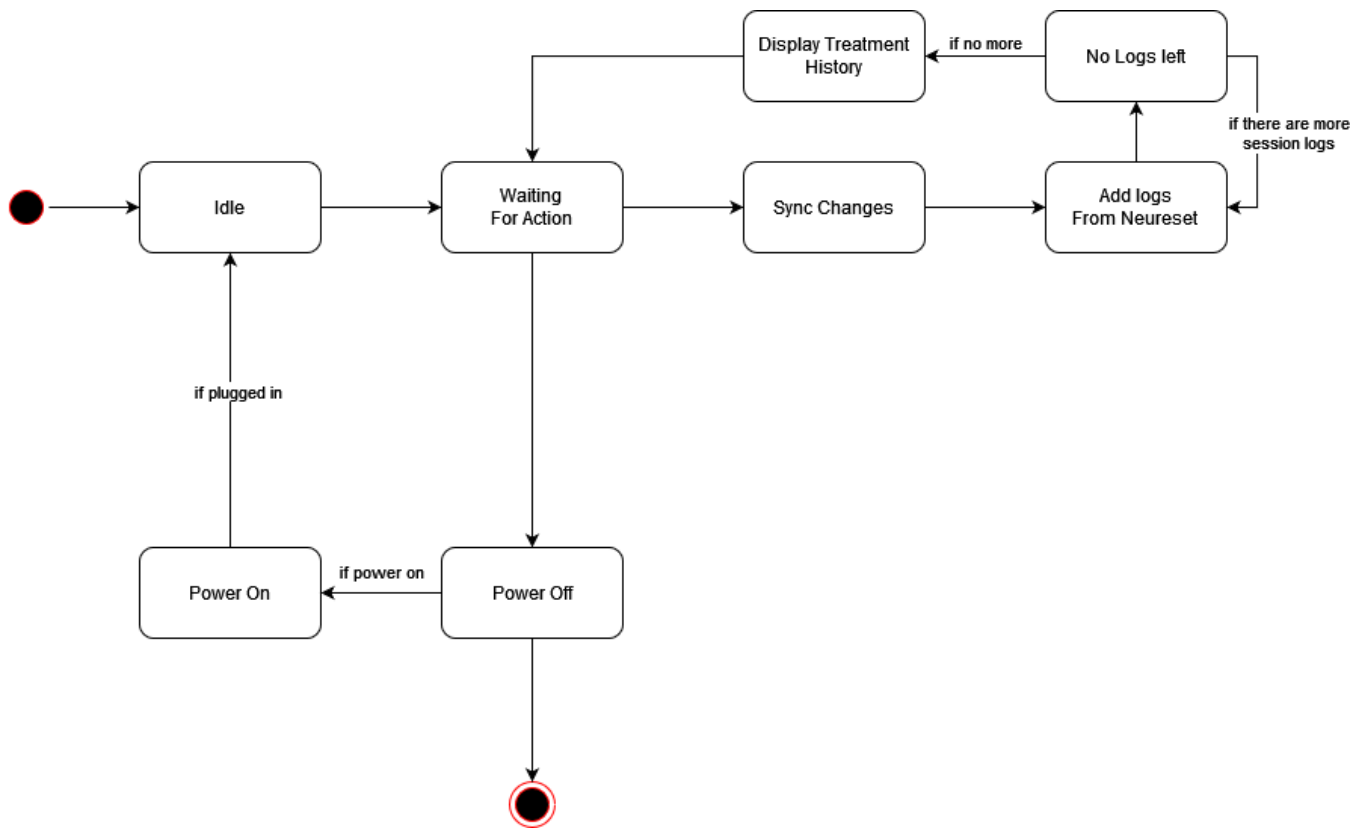 Display Treatment
History
if no more
No Logs left
if there are more
session logs
Idle
Waiting
For Action
Sync Changes
Add logs
From Neureset
if plugged in
Power On
if power on
Power Off